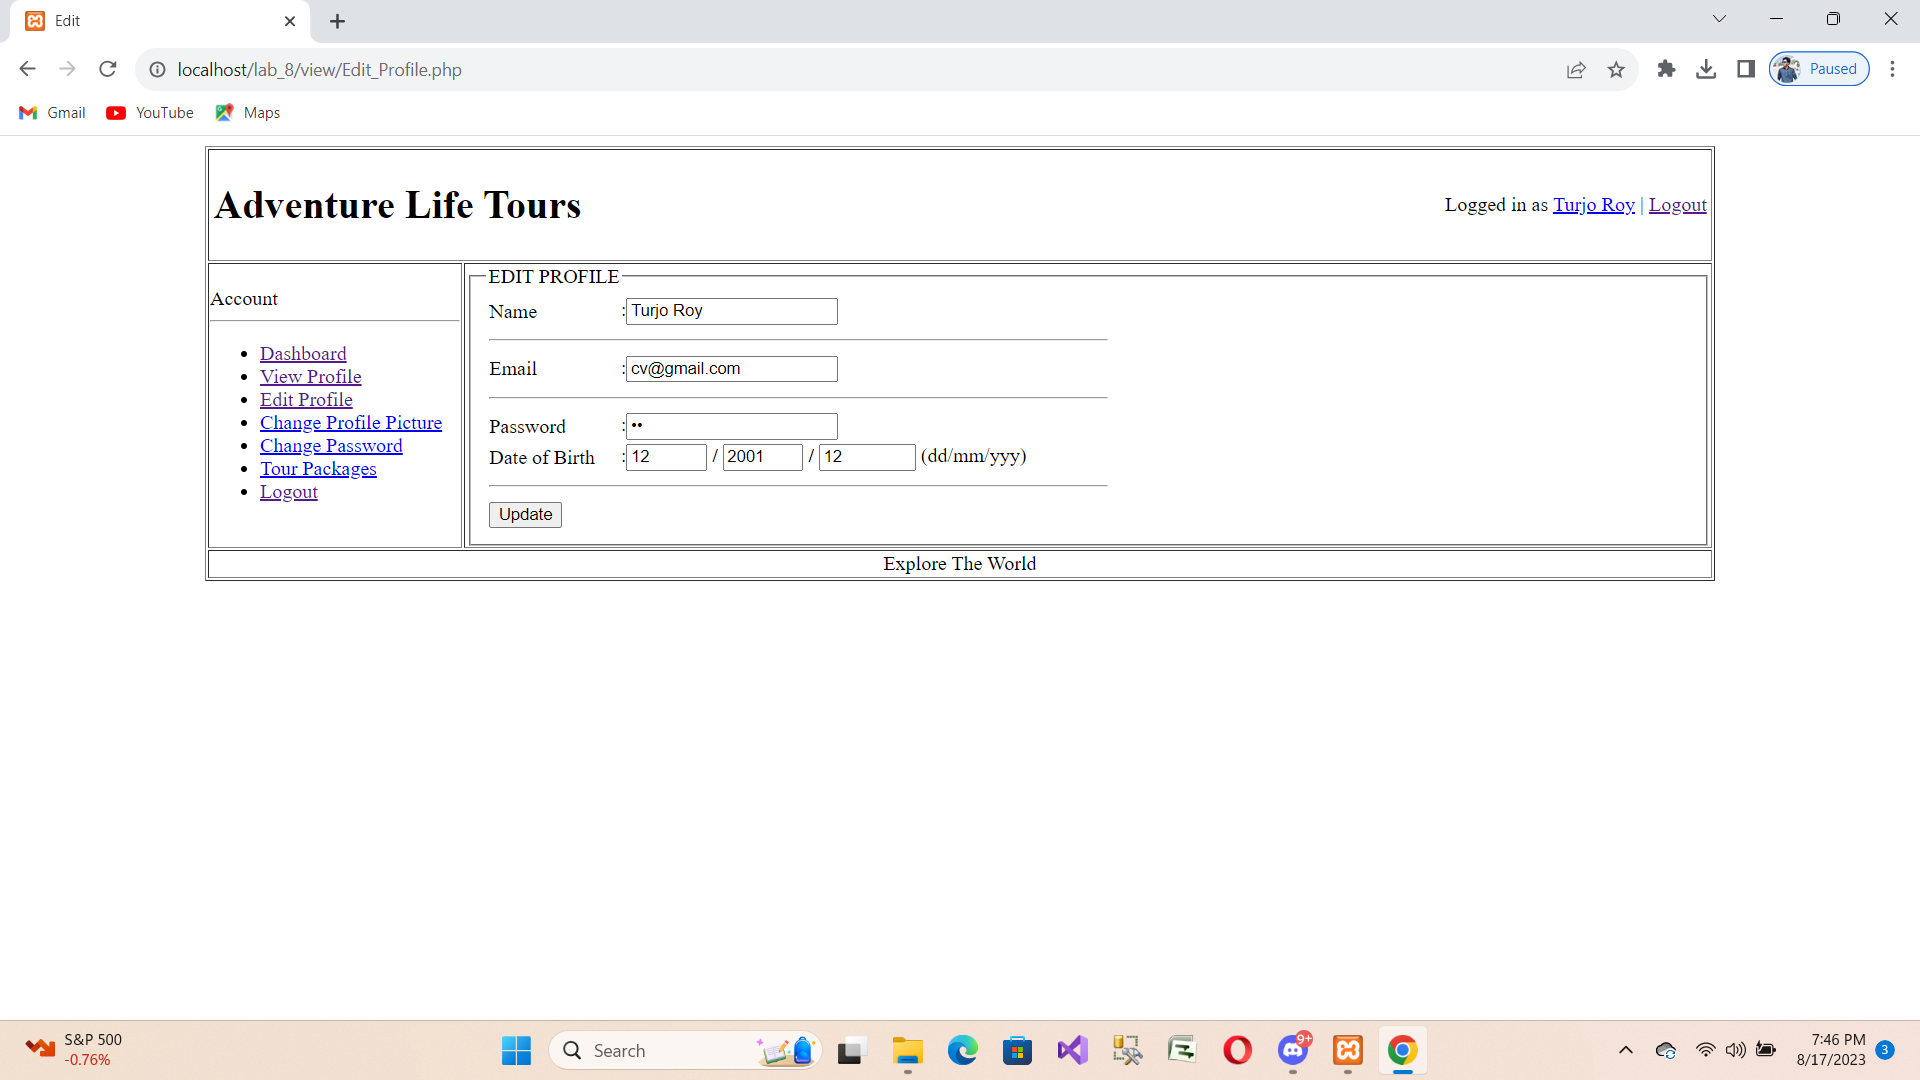 Edit
localhost/lab_8/view/Edit_Profile.php
Paused
Gmail
YouTube
Maps
Adventure Life Tours
Logged in as Turjo Roy | Logout
Account
Dashboard
View Profile
Edit Profile
Change Profile Picture
Change Password
Tour Packages
Logout
EDIT PROFILE
Name : Turjo Roy
Email : cv@gmail.com
Password : ••
Date of Birth : 12 / 2001 / 12 (dd/mm/yyy)
Update
Explore The World
S&P 500
-0.76%
Search
9+
7:46 PM
8/17/2023
3